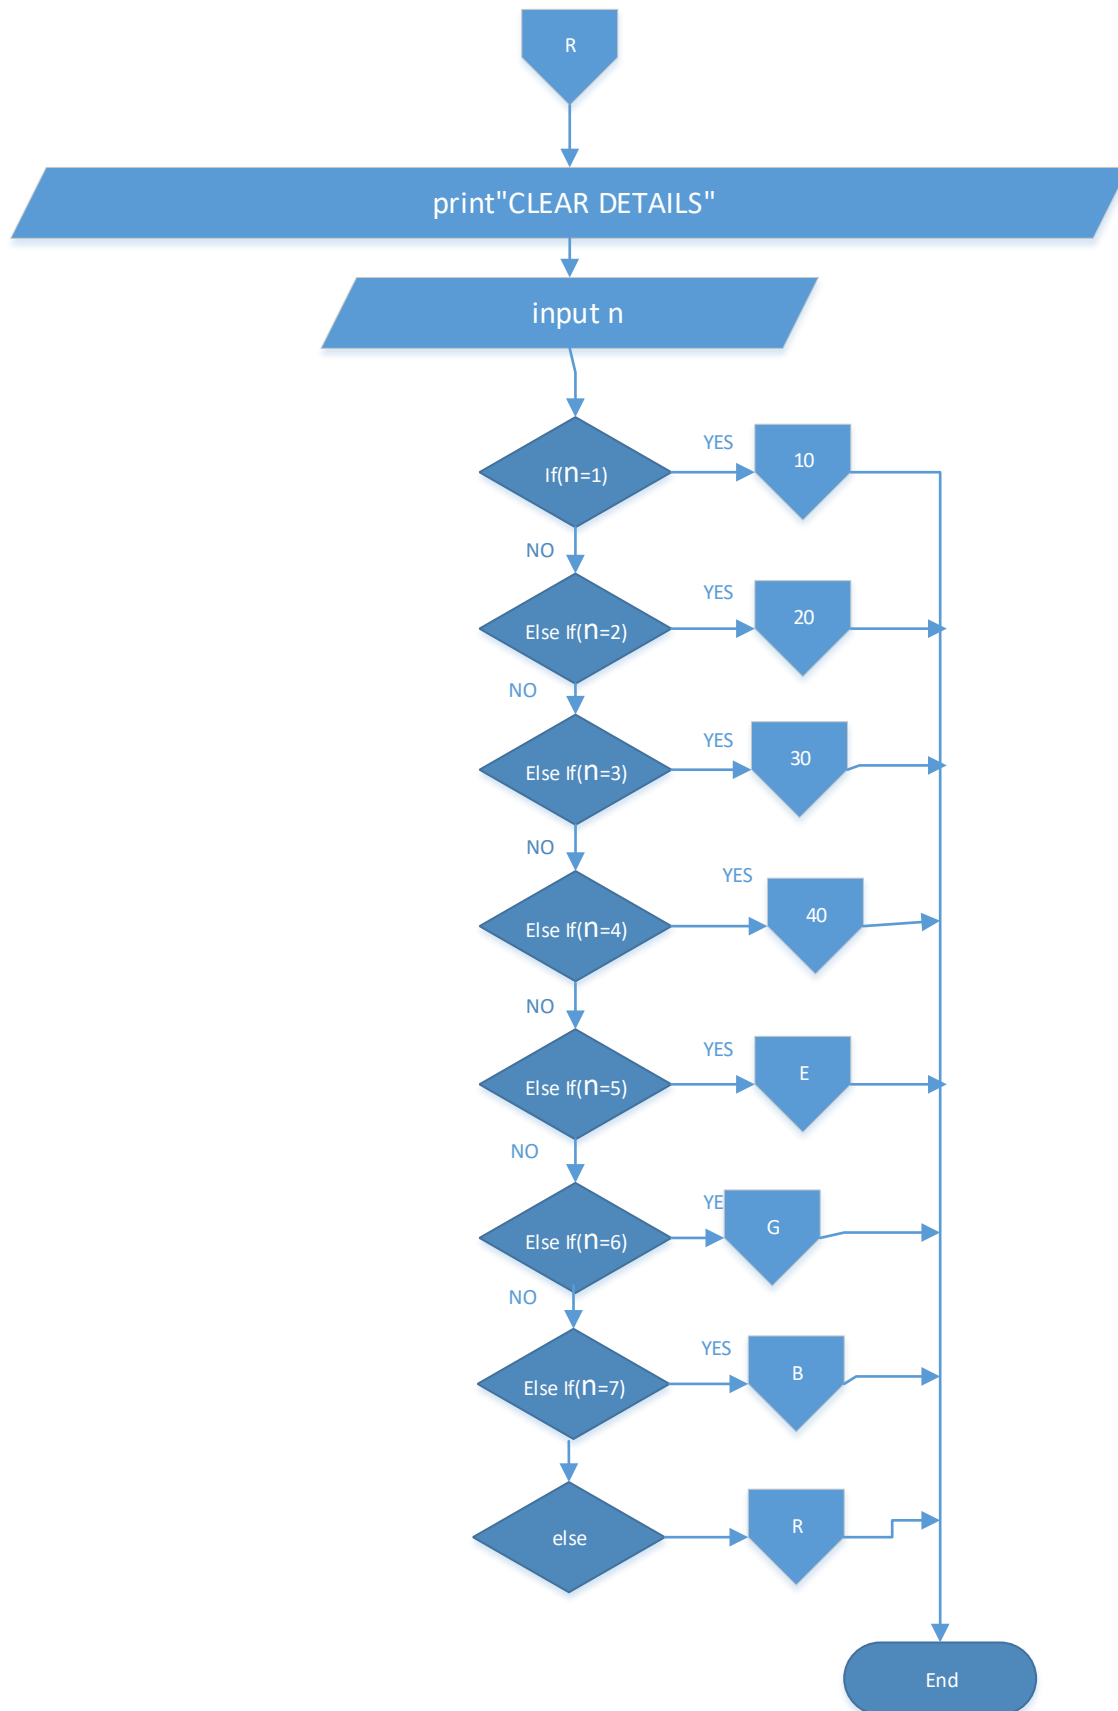 R
print"CLEAR DETAILS"
input n
If(n=1)
YES
10
NO
Else If(n=2)
YES
20
NO
Else If(n=3)
YES
30
NO
Else If(n=4)
YES
40
NO
Else If(n=5)
YES
E
NO
Else If(n=6)
YE
G
NO
Else If(n=7)
YES
B
else
R
End